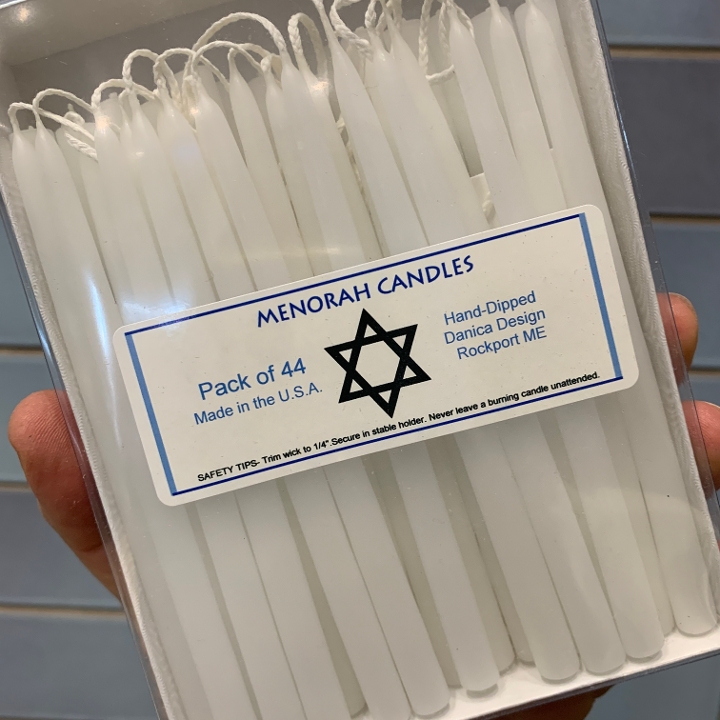 MENORAH CANDLES
Pack of 44
Made in the U.S.A.
Hand-Dipped
Danica Design
Rockport ME
SAFETY TIPS- Trim wick to 1/4".Secure in stable holder. Never leave a burning candle unattended.